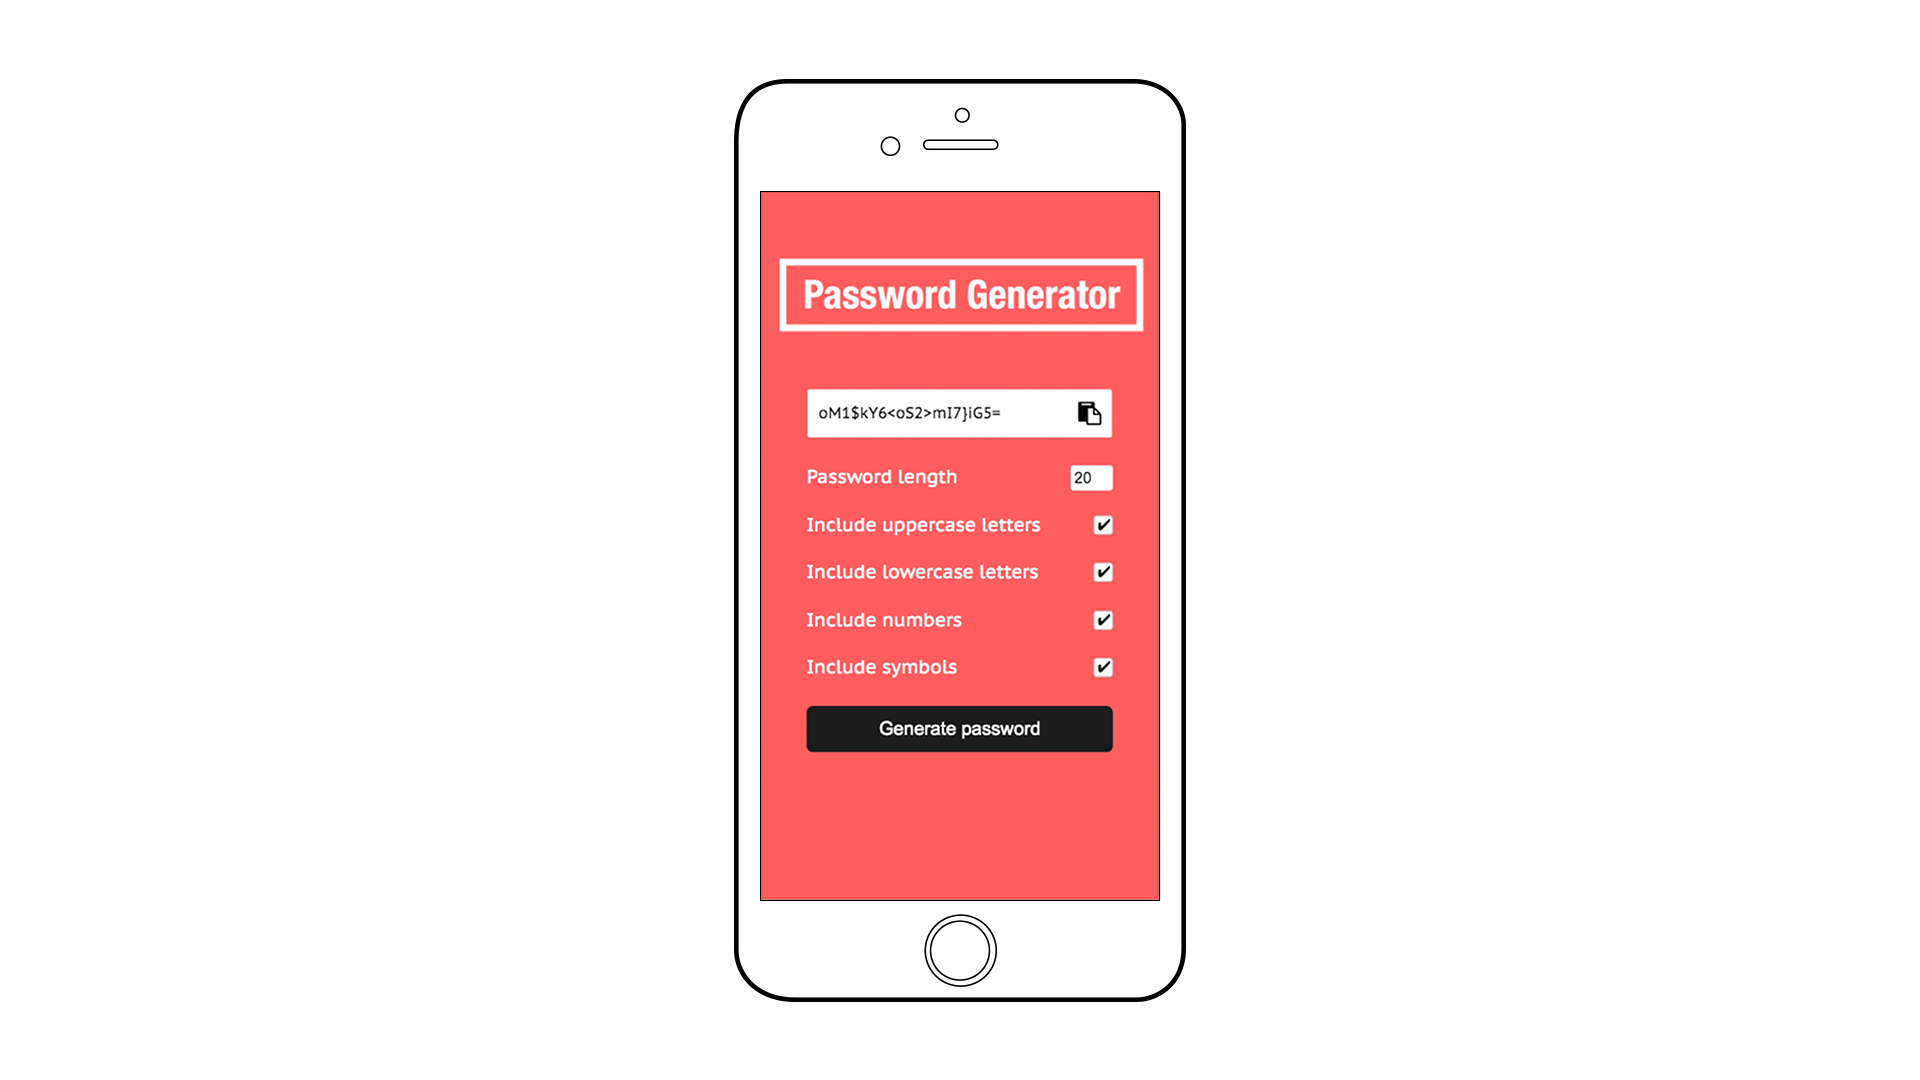 Password Generator
oM1$kY6<oS2>mI7}iG5=
Password length 20
Include uppercase letters
Include lowercase letters
Include numbers
Include symbols
Generate password